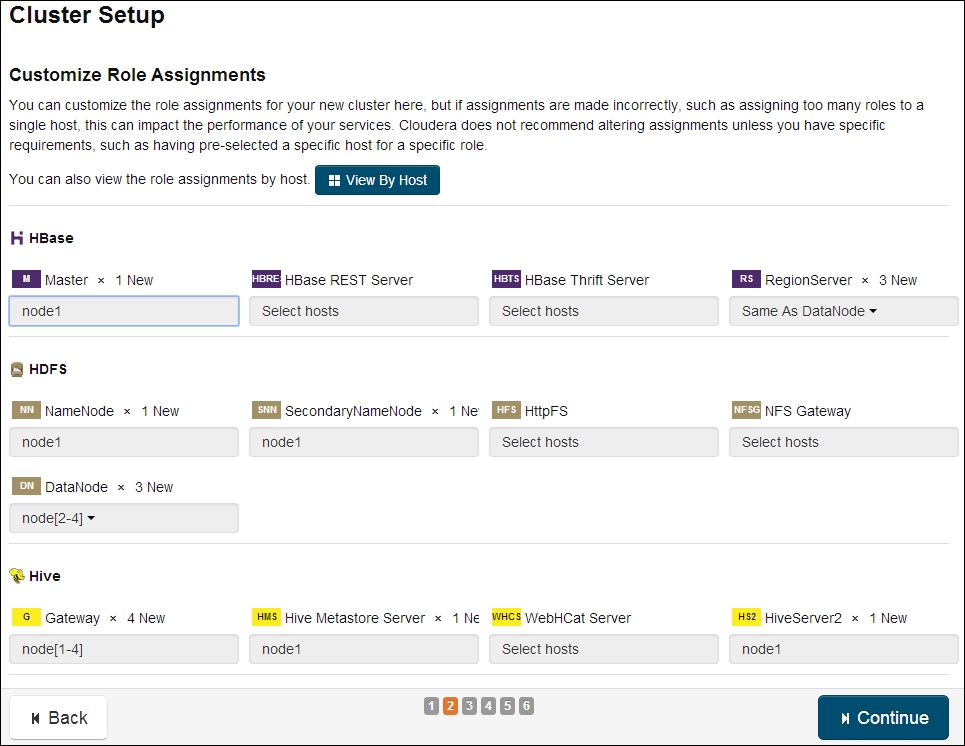 Cluster Setup
Customize Role Assignments
You can customize the role assignments for your new cluster here, but if assignments are made incorrectly, such as assigning too many roles to a
single host, this can impact the performance of your services. Cloudera does not recommend altering assignments unless you have specific
requirements, such as having pre-selected a specific host for a specific role.
You can also view the role assignments by host. View By Host
HBase
M Master × 1 New HBRE HBase REST Server HBTS HBase Thrift Server RS RegionServer × 3 New
node1 Select hosts Select hosts Same As DataNode
HDFS
NN NameNode × 1 New SNN SecondaryNameNode × 1 Ne HFS HttpFS NFSG NFS Gateway
node1 node1 Select hosts Select hosts
DN DataNode × 3 New
node[2-4]
Hive
G Gateway × 4 New HMS Hive Metastore Server × 1 Ne WHCS WebHCat Server HS2 HiveServer2 × 1 New
node[1-4] node1 Select hosts node1
Back 1 2 3 4 5 6 Continue